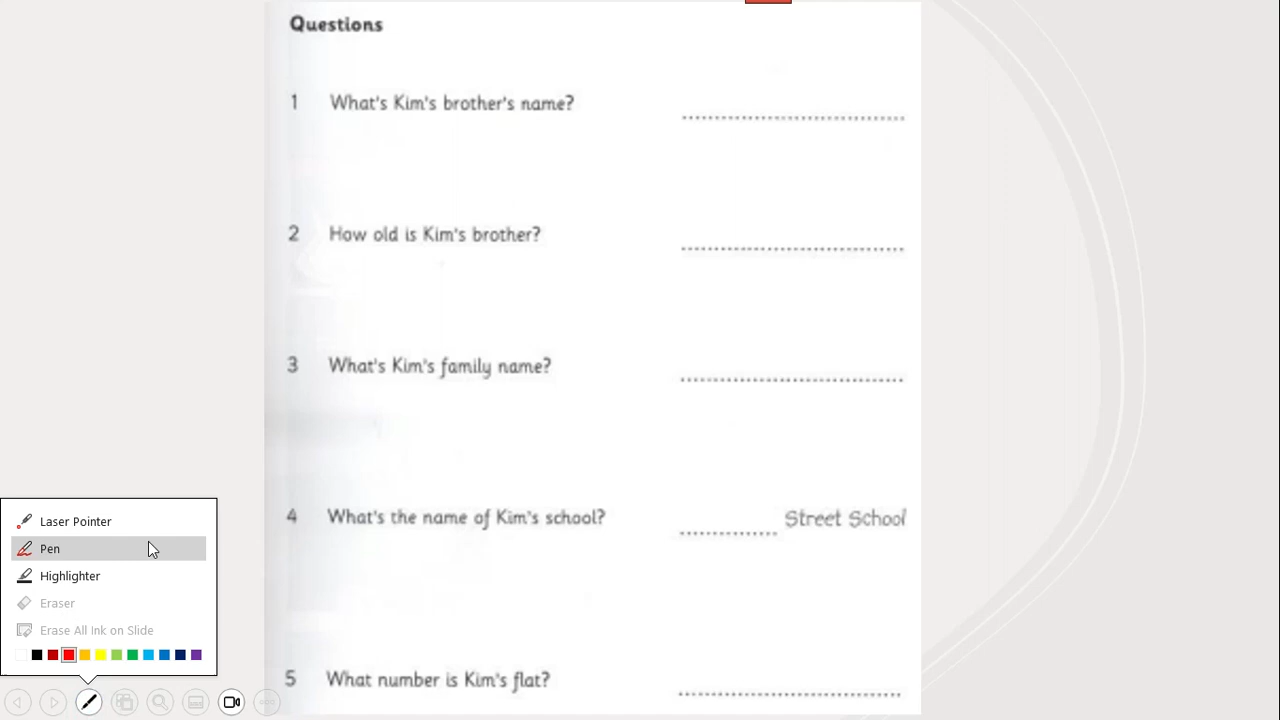 Questions
1 What's Kim's brother's name?
2 How old is Kim's brother?
3 What's Kim's family name?
4 What's the name of Kim's school? Street School
5 What number is Kim's flat?
Laser Pointer
Pen
Highlighter
Eraser
Erase All Ink on Slide